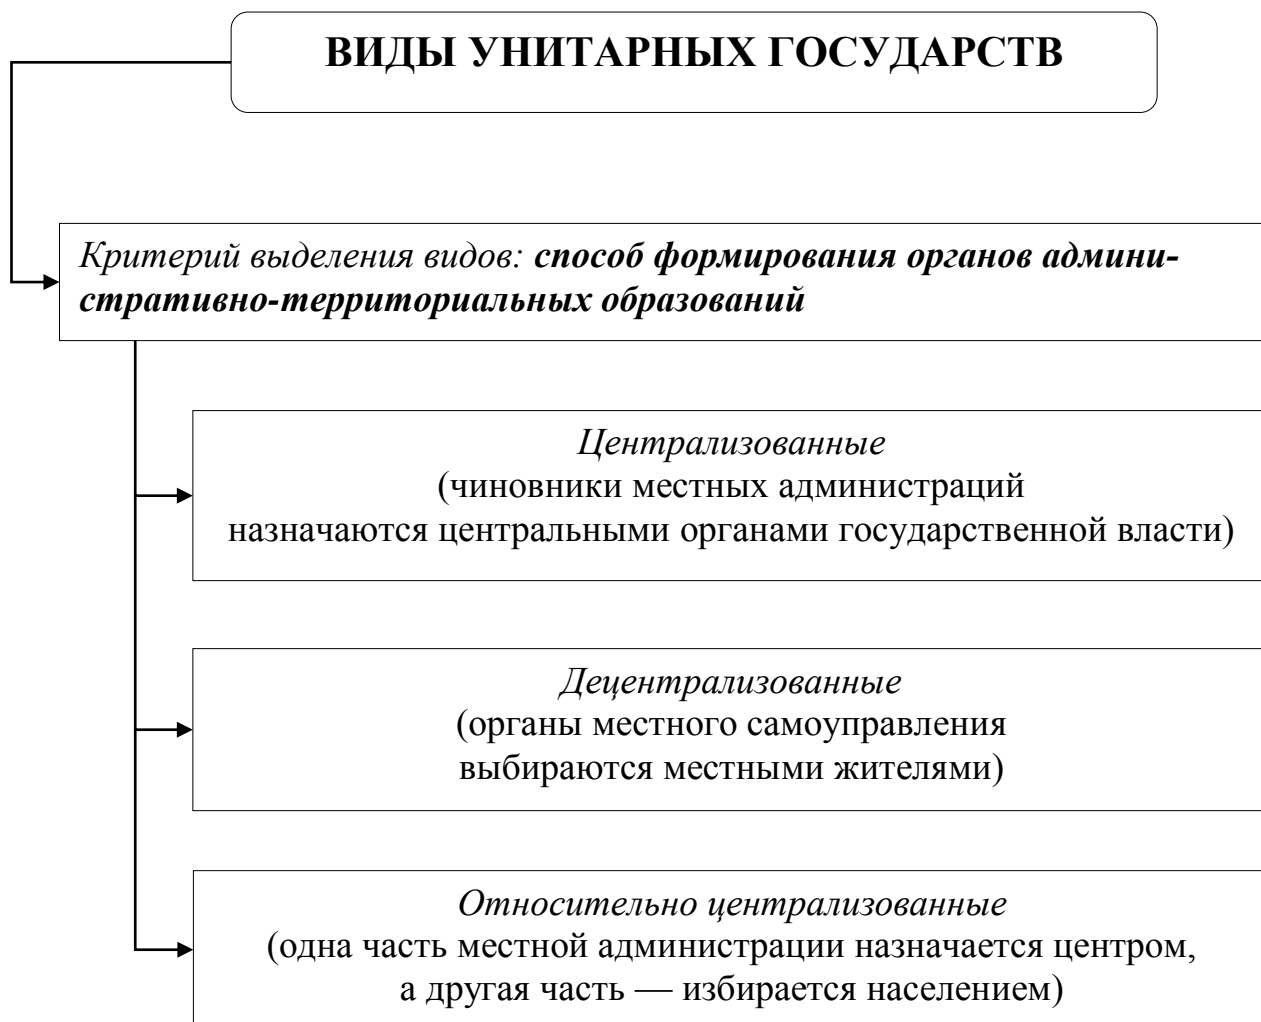 ВИДЫ УНИТАРНЫХ ГОСУДАРСТВ
Критерий выделения видов: способ формирования органов админи-
стративно-территориальных образований
Централизованные
(чиновники местных администраций
назначаются центральными органами государственной власти)
Децентрализованные
(органы местного самоуправления
выбираются местными жителями)
Относительно централизованные
(одна часть местной администрации назначается центром,
а другая часть — избирается населением)